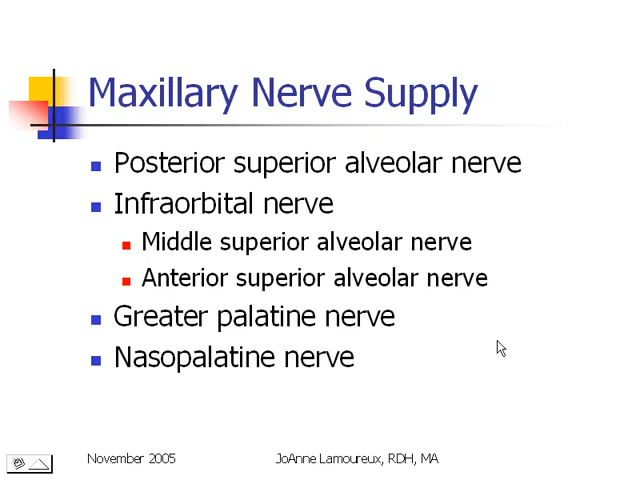 Maxillary Nerve Supply
Posterior superior alveolar nerve
Infraorbital nerve
Middle superior alveolar nerve
Anterior superior alveolar nerve
Greater palatine nerve
Nasopalatine nerve
November 2005
JoAnne Lamoureux, RDH, MA